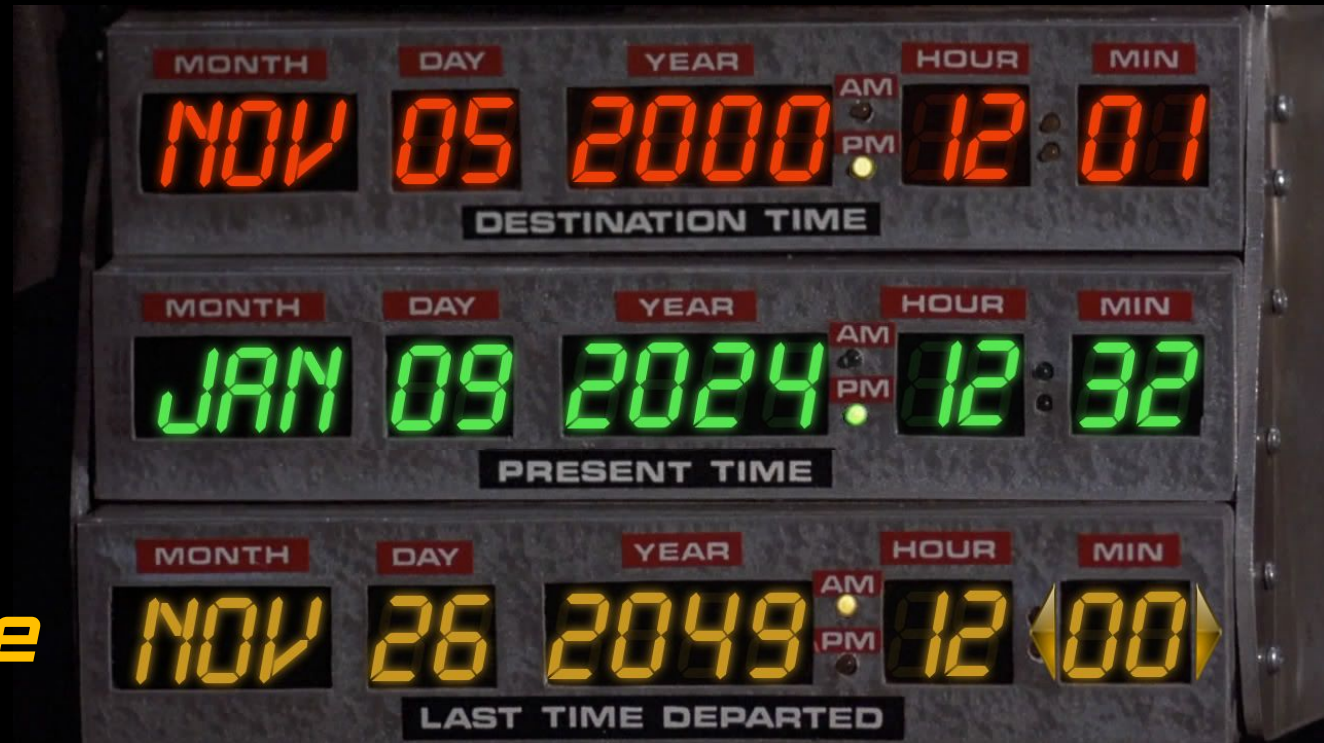 MONTH DAY YEAR HOUR MIN
AM
NOV 05 2000 12 01
PM
DESTINATION TIME
MONTH DAY YEAR HOUR MIN
AM
JAN 09 2024 12 32
PM
PRESENT TIME
MONTH DAY YEAR HOUR MIN
AM
NOV 26 2049 12 00
PM
LAST TIME DEPARTED
e